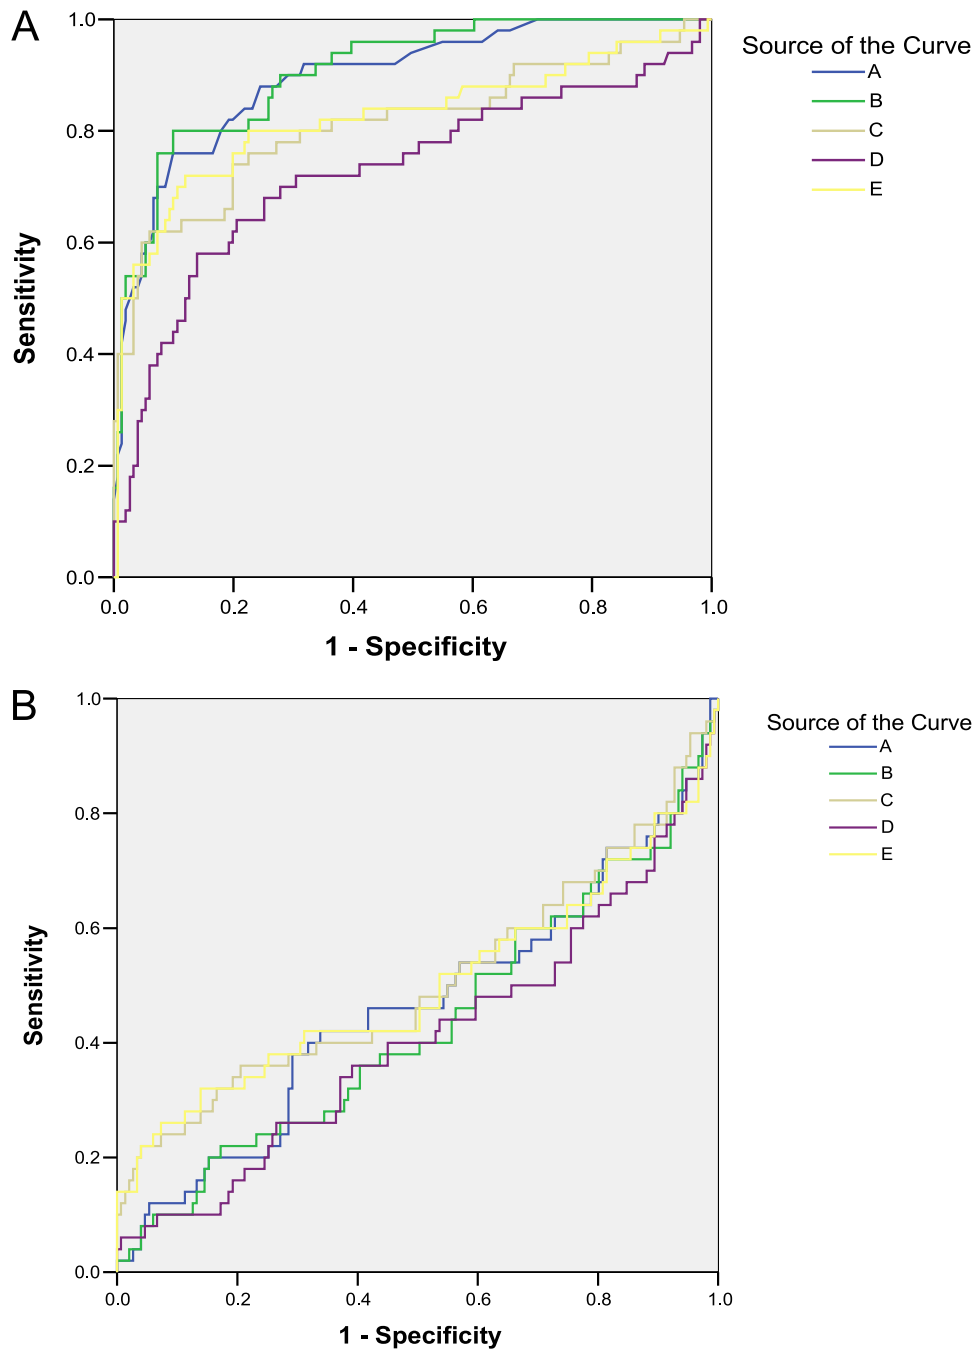 A
Source of the Curve
A
B
C
D
E
1.0
0.8
0.6
0.4
0.2
0.0
Sensitivity
0.0 0.2 0.4 0.6 0.8 1.0
1 - Specificity
B
Source of the Curve
A
B
C
D
E
1.0
0.8
0.6
0.4
0.2
0.0
Sensitivity
0.0 0.2 0.4 0.6 0.8 1.0
1 - Specificity